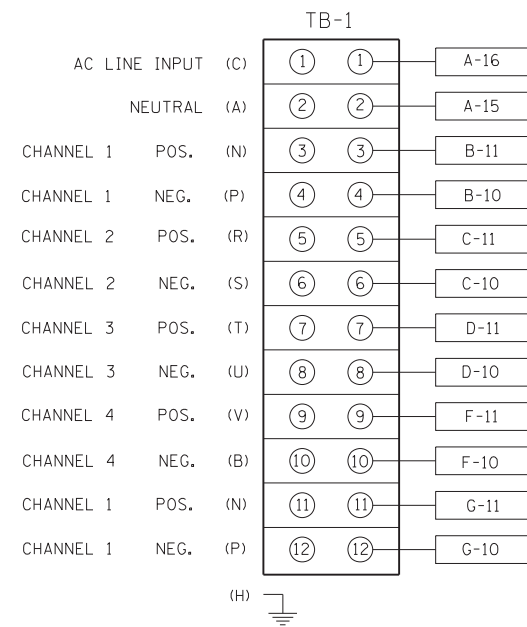 TB-1
AC LINE INPUT (C) 1 1 A-16
NEUTRAL (A) 2 2 A-15
CHANNEL 1 POS. (N) 3 3 B-11
CHANNEL 1 NEG. (P) 4 4 B-10
CHANNEL 2 POS. (R) 5 5 C-11
CHANNEL 2 NEG. (S) 6 6 C-10
CHANNEL 3 POS. (T) 7 7 D-11
CHANNEL 3 NEG. (U) 8 8 D-10
CHANNEL 4 POS. (V) 9 9 F-11
CHANNEL 4 NEG. (B) 10 10 F-10
CHANNEL 1 POS. (N) 11 11 G-11
CHANNEL 1 NEG. (P) 12 12 G-10
(H)